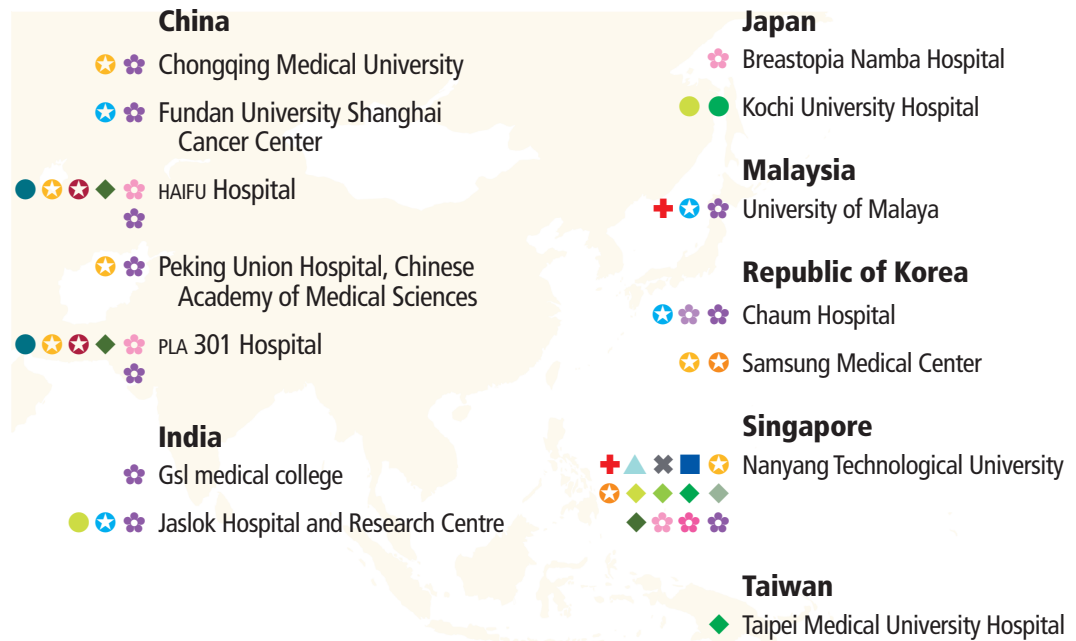 China
Chongqing Medical University
Fundan University Shanghai
Cancer Center
HAIFU Hospital
Peking Union Hospital, Chinese
Academy of Medical Sciences
PLA 301 Hospital
India
Gsl medical college
Jaslok Hospital and Research Centre
Japan
Breastopia Namba Hospital
Kochi University Hospital
Malaysia
University of Malaya
Republic of Korea
Chaum Hospital
Samsung Medical Center
Singapore
Nanyang Technological University
Taiwan
Taipei Medical University Hospital